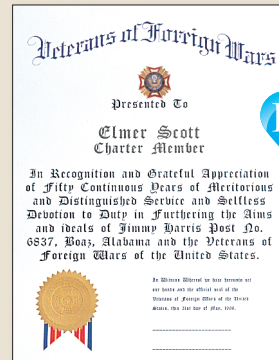 Veterans of Foreign Wars
Presented To
Elmer Scott
Charter Member
In Recognition and Grateful Appreciation
of Fifty Continuous Years of Meritorious
and Distinguished Service and Selfless
Devotion to Duty in Furthering the Aims
and ideals of Jimmy Harris Post No.
6837, Boaz, Alabama and the Veterans of
Foreign Wars of the United States.
In Witness Whereof we have hereunto set
our hands and the official seal of the
Veterans of Foreign Wars of the United
States, this 31st day of May,